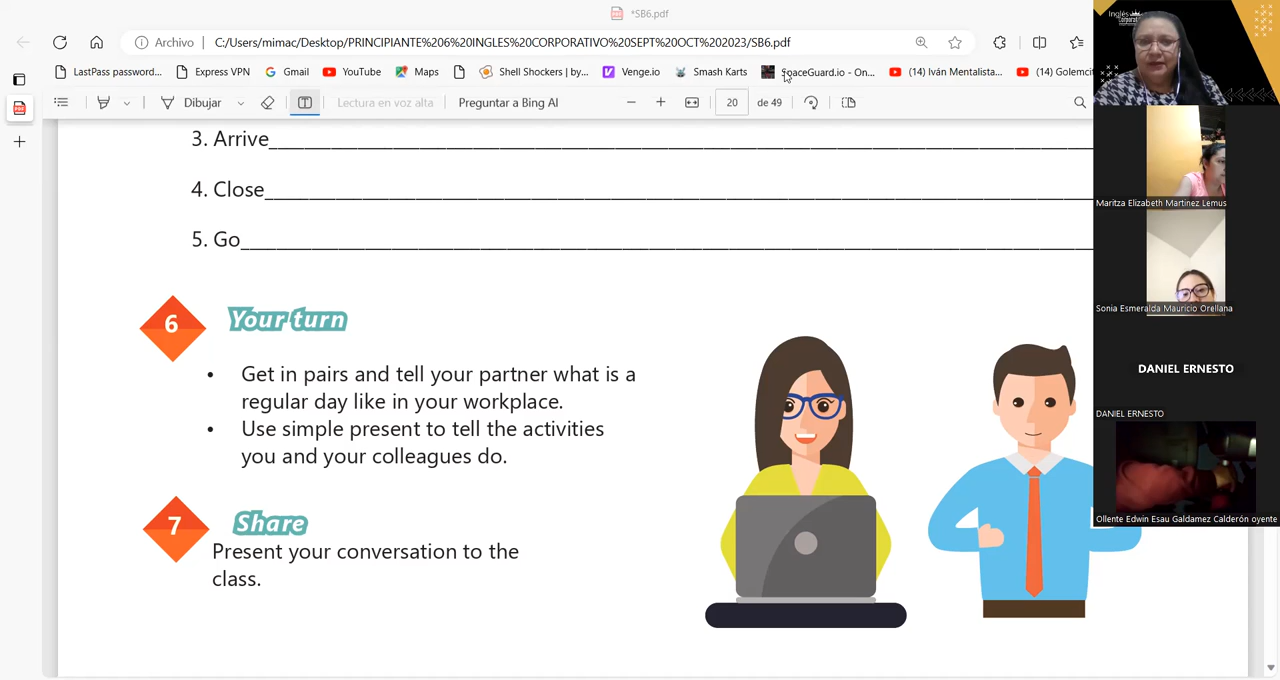 *SB6.pdf
Archivo
C:/Users/mimac/Desktop/PRINCIPIANTE%206%20INGLES%20CORPORATIVO%20SEPT%20OCT%202023/SB6.pdf
LastPass password...
Express VPN
Gmail
YouTube
Maps
Shell Shockers | by...
Venge.io
Smash Karts
SpaceGuard.io - On...
(14) Iván Mentalista...
(14) Golemcit
Dibujar
Lectura en voz alta
Preguntar a Bing AI
20
de 49
3. Arrive
4. Close
5. Go
6
Your turn
• Get in pairs and tell your partner what is a
regular day like in your workplace.
• Use simple present to tell the activities
you and your colleagues do.
7
Share
Present your conversation to the
class.
Inglés
Maritza Elizabeth Martinez Lemus
Sonia Esmeralda Mauricio Orellana
DANIEL ERNESTO
DANIEL ERNESTO
Ollente Edwin Esau Galdamez Calderón oyente